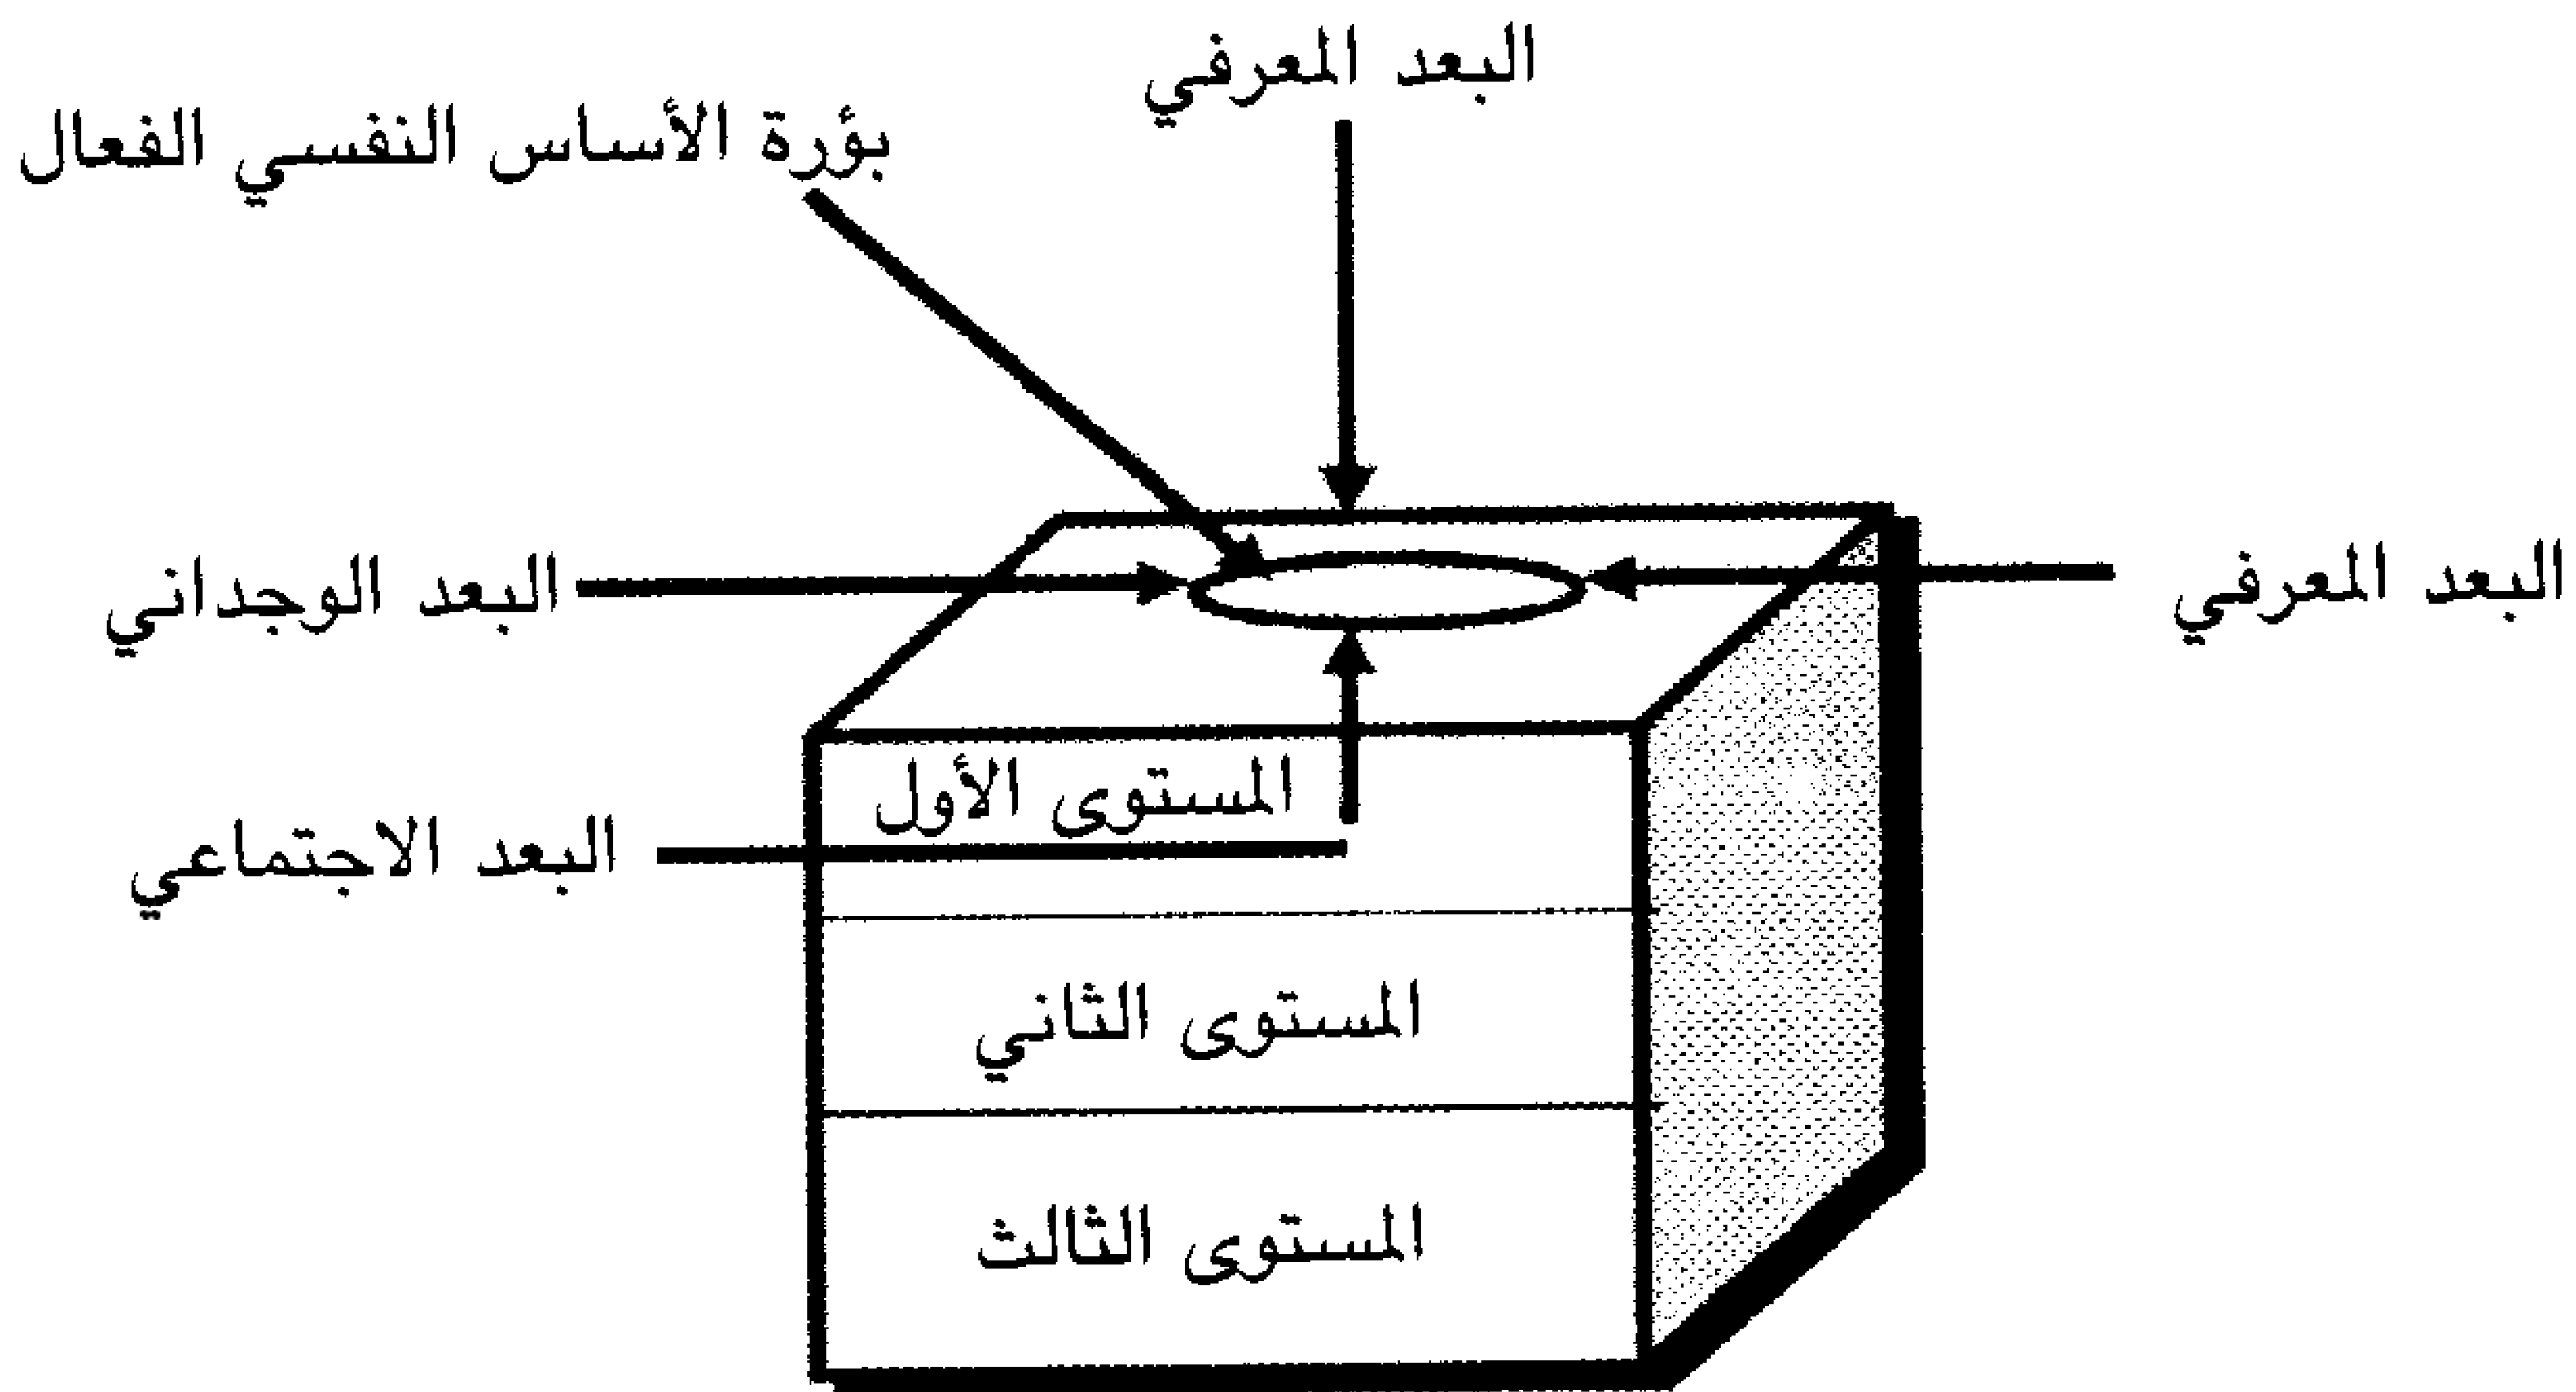 البعد المعرفي
بؤرة الأساس النفسي الفعال
البعد المعرفي
البعد الوجداني
المستوى الأول
البعد الاجتماعي
المستوى الثاني
المستوى الثالث